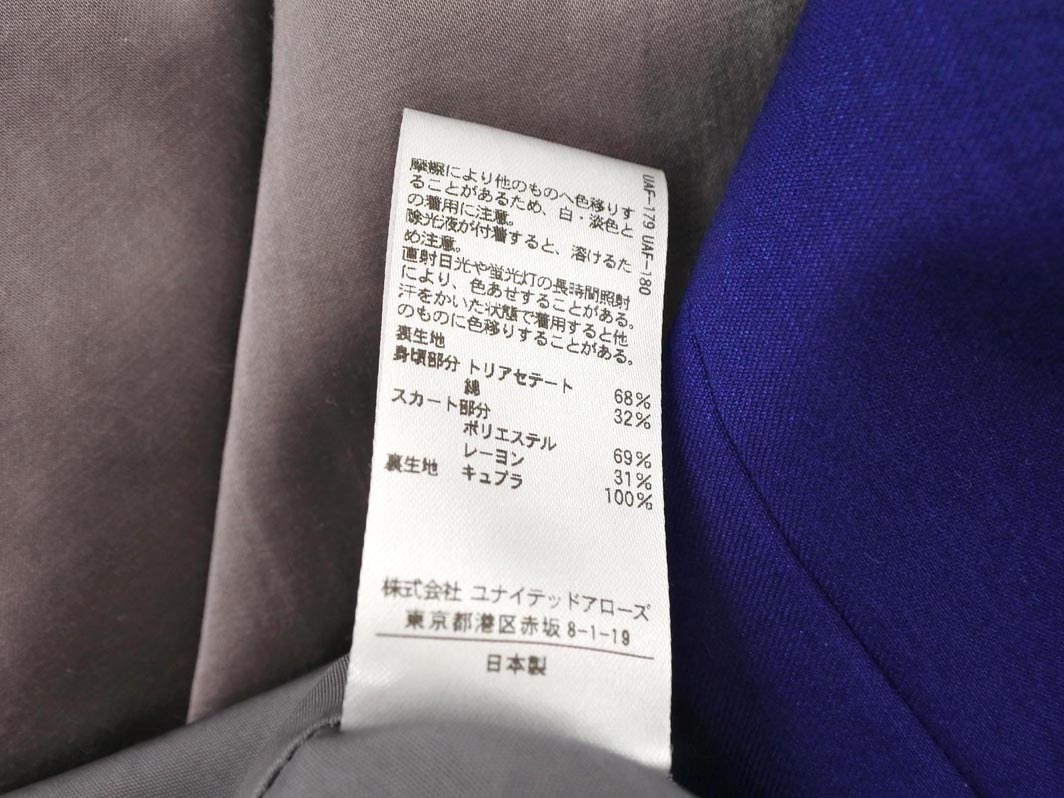 摩擦により他のものへ色移りす
ることがあるため、白・淡色と
の着用に注意。
除光液が付着すると、溶けるた
め注意。
直射日光や蛍光灯の長時間照射
により、色あせすることがある。
汗をかいた状態で着用すると他
のものに色移りすることがある。
裏生地
身頃部分 トリアセテート 68%
綿 32%
スカート部分
ポリエステル 69%
レーヨン 31%
裏生地 キュプラ 100%
株式会社 ユナイテッドアローズ
東京都港区赤坂8-1-19
日本製
UAF-179 UAF-180